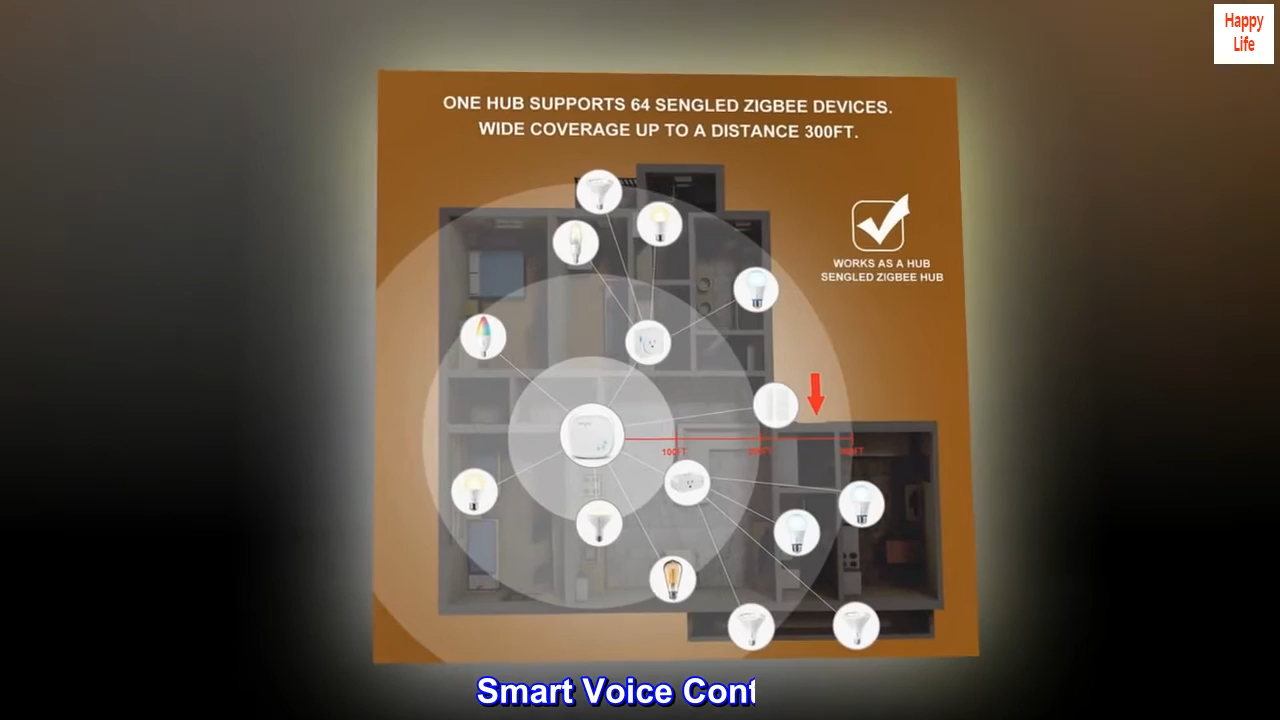 Happy
Life
ONE HUB SUPPORTS 64 SENGLED ZIGBEE DEVICES.
WIDE COVERAGE UP TO A DISTANCE 300FT.
WORKS AS A HUB
SENGLED ZIGBEE HUB
100FT
Smart Voice Cont